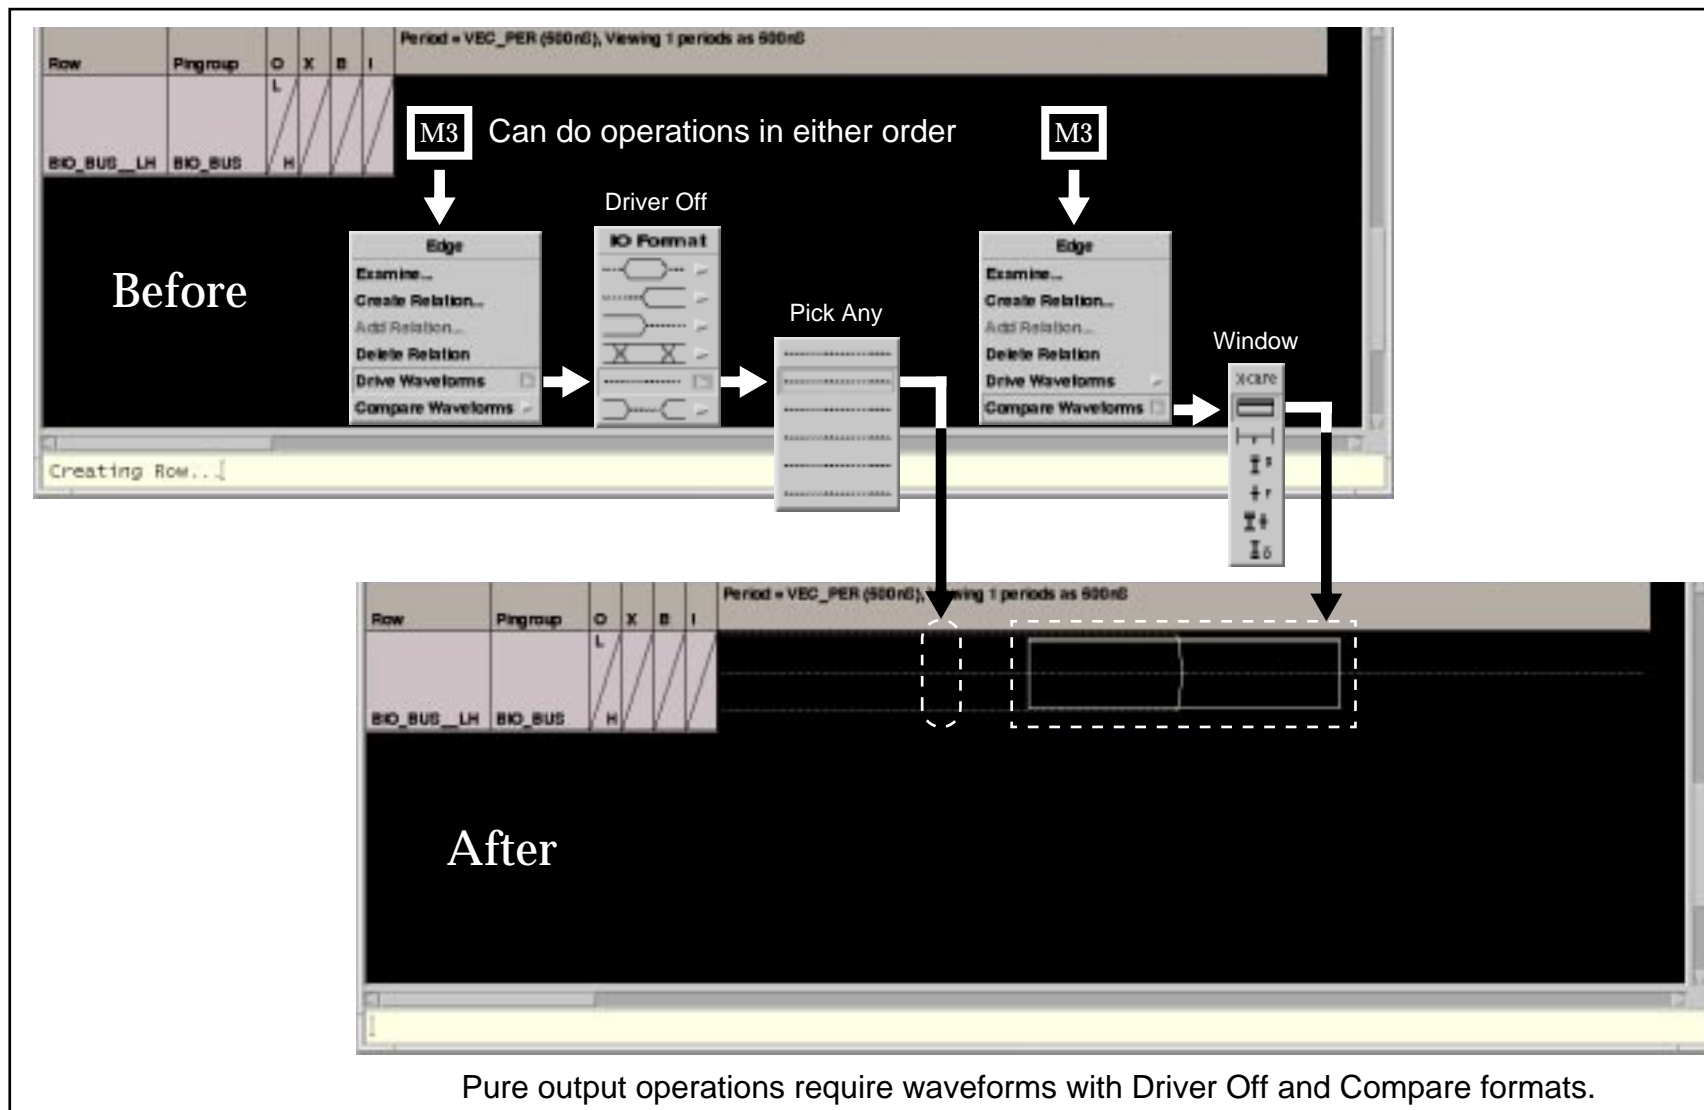 Period = VEC_PER (500nS), Viewing 1 periods as 500nS
Row Pingroup O X B I
L
BIO_BUS__LH BIO_BUS H
M3 Can do operations in either order M3
Before
Edge
Examine...
Create Relation...
Add Relation...
Delete Relation
Drive Waveforms
Compare Waveforms
Driver Off
IO Format
Pick Any
Edge
Examine...
Create Relation...
Add Relation...
Delete Relation
Drive Waveforms
Compare Waveforms
Window
Creating Row...
Period = VEC_PER (500nS), wing 1 periods as 500nS
Row Pingroup O X B I
L
BIO_BUS__LH BIO_BUS H
After
Pure output operations require waveforms with Driver Off and Compare formats.